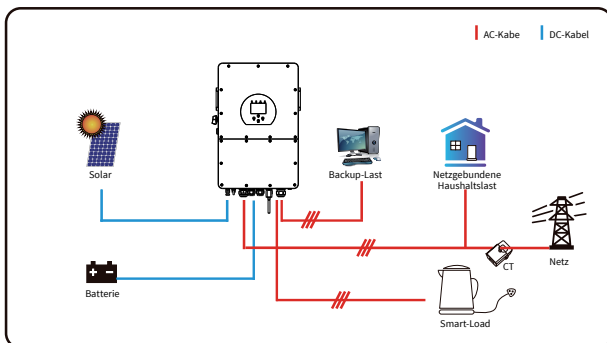 AC-Kabe
DC-Kabel
Solar
Backup-Last
Netzgebundene
Haushaltslast
CT
Netz
Batterie
Smart-Load